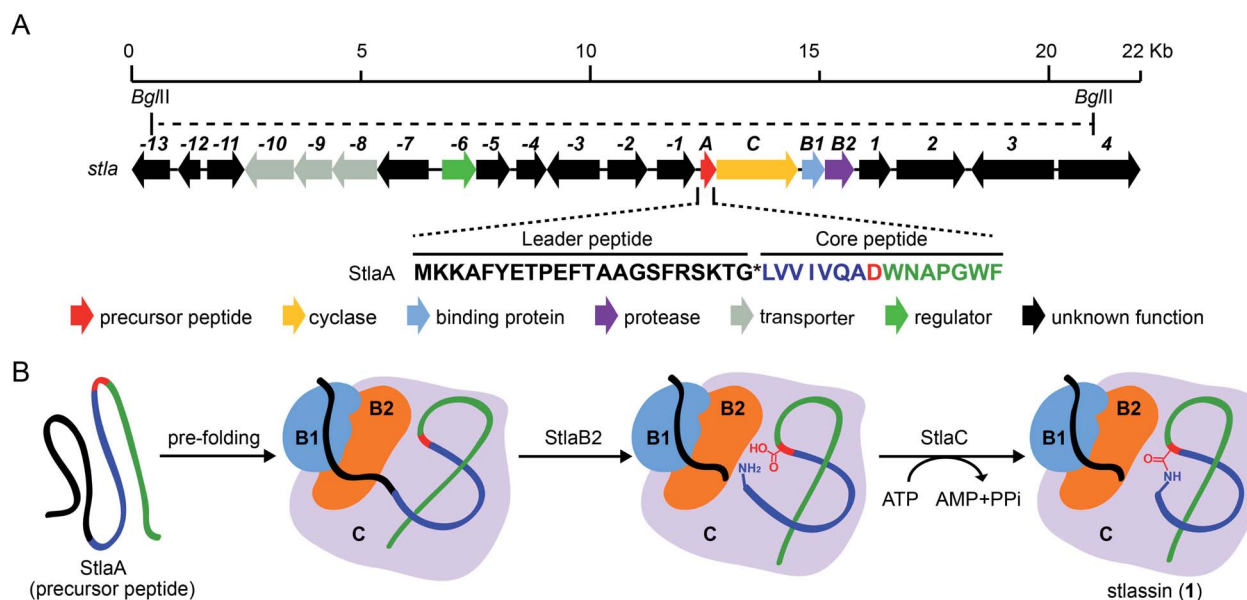 A
0 5 10 15 20 22 Kb
BglII BglII
-13 -12 -11 -10 -9 -8 -7 -6 -5 -4 -3 -2 -1 A C B1 B2 1 2 3 4
stla
Leader peptide Core peptide
StlaA MKKAFYETPEFTAAGSFRSKTG*LVVIVQADWNAPGWF
precursor peptide cyclase binding protein protease transporter regulator unknown function
B
B1 B2 C
pre-folding
StlaA
(precursor peptide)
StlaB2
B1 B2 C
HO O
NH2
StlaC
ATP AMP+PPi
B1 B2 C
O NH
stlassin (1)